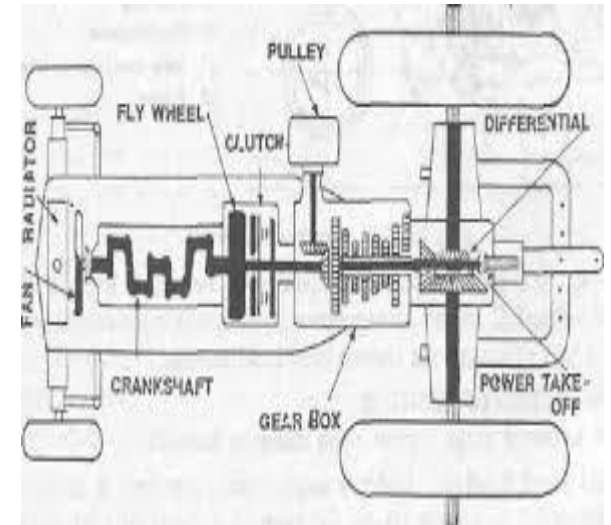 PULLEY
FLY WHEEL
CLUTCH
DIFFERENTIAL
RADIATOR
FAN
CRANKSHAFT
GEAR BOX
POWER TAKE-
OFF